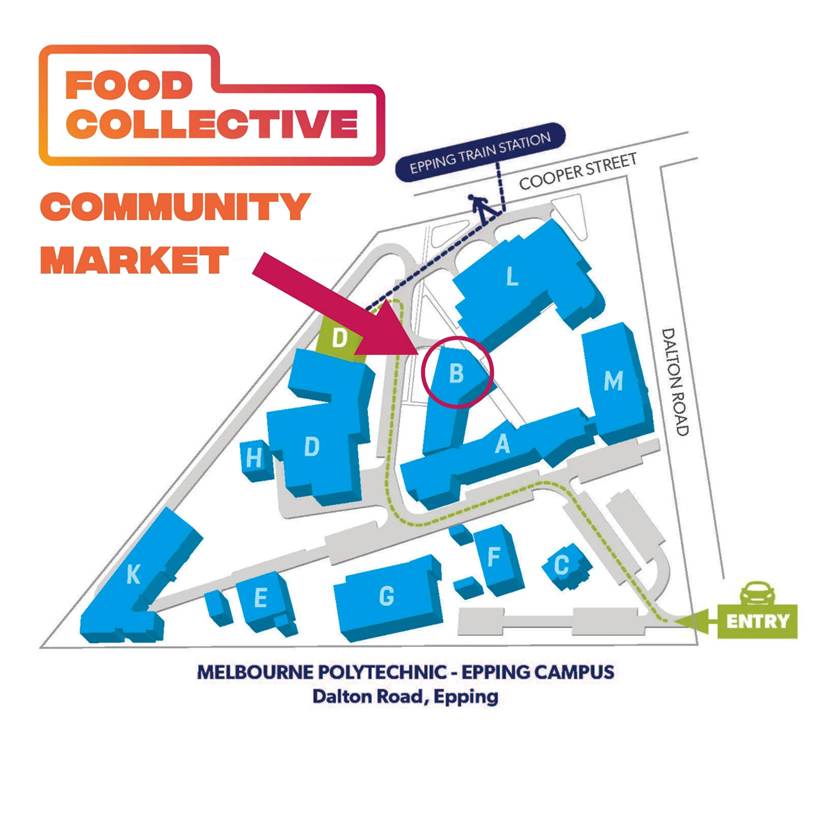 FOOD
COLLECTIVE
COMMUNITY
MARKET
EPPING TRAIN STATION
COOPER STREET
DALTON ROAD
L
D
B
M
A
H
D
K
E
G
F
C
ENTRY
MELBOURNE POLYTECHNIC - EPPING CAMPUS
Dalton Road, Epping